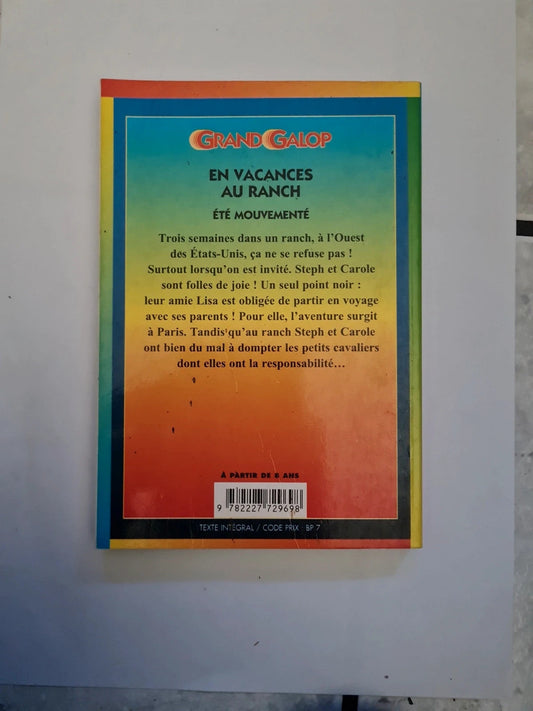 GRAND GALOP
EN VACANCES
AU RANCH
ÉTÉ MOUVEMENTÉ
Trois semaines dans un ranch, à l'Ouest
des États-Unis, ça ne se refuse pas !
Surtout lorsqu'on est invité. Steph et Carole
sont folles de joie ! Un seul point noir :
leur amie Lisa est obligée de partir en voyage
avec ses parents ! Pour elle, l'aventure surgit
à Paris. Tandis qu'au ranch Steph et Carole
ont bien du mal à dompter les petits cavaliers
dont elles ont la responsabilité…
À PARTIR DE 8 ANS
9 782227 729698
TEXTE INTÉGRAL / CODE PRIX : BP 7